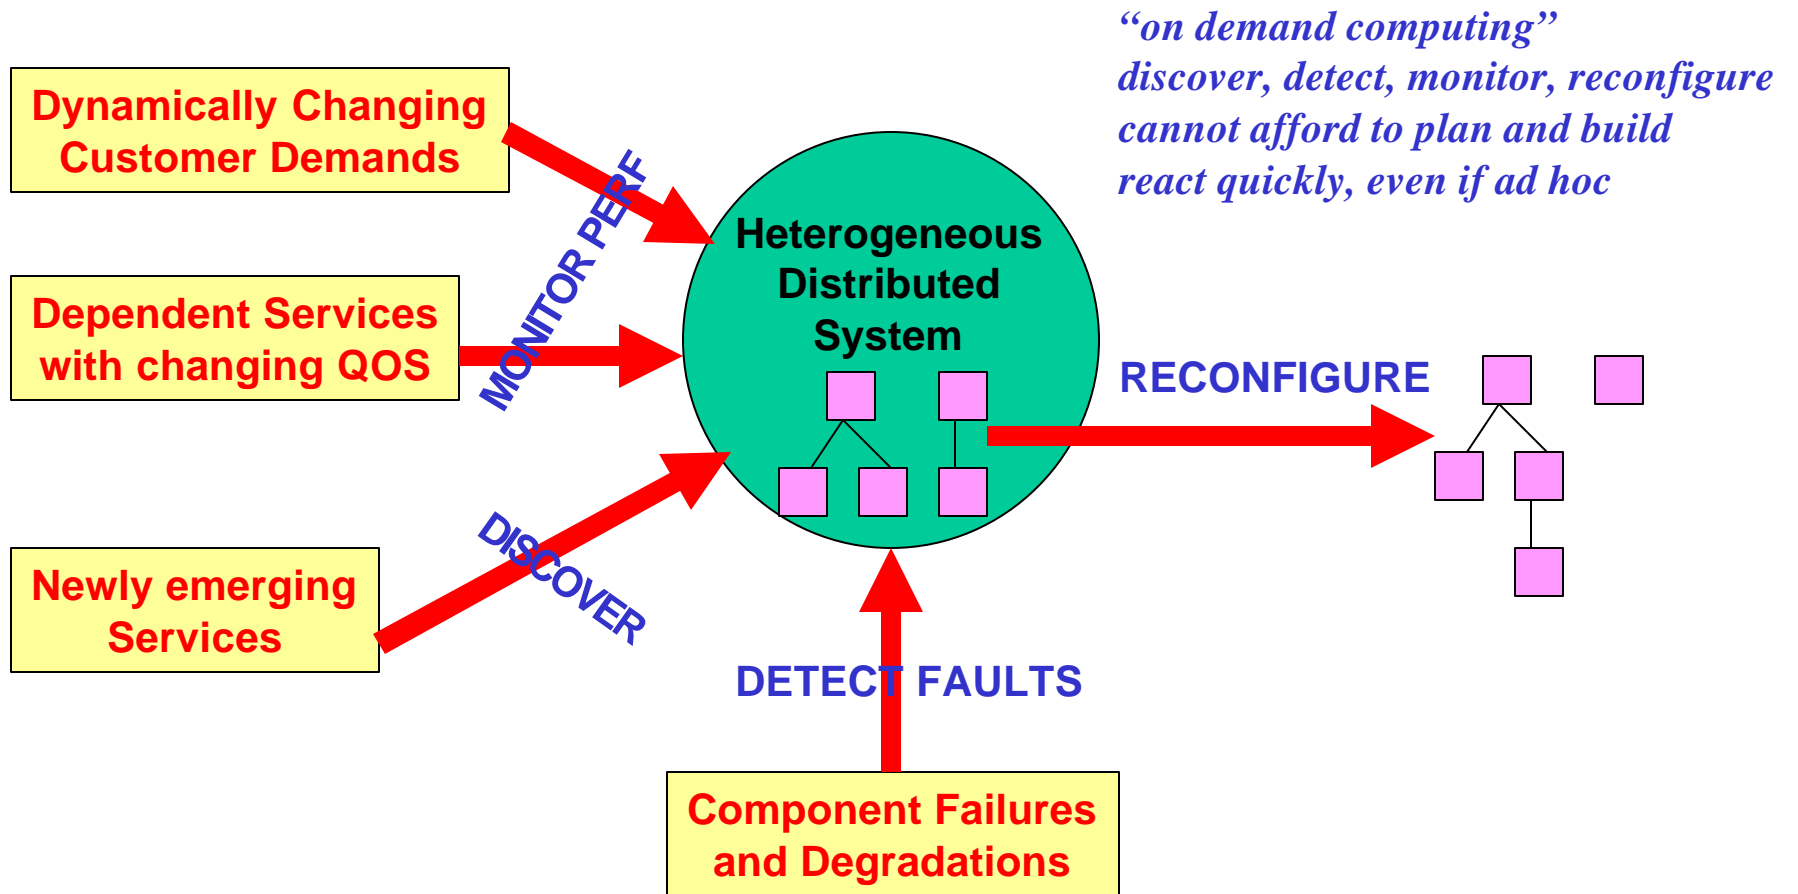 “on demand computing”
discover, detect, monitor, reconfigure
cannot afford to plan and build
react quickly, even if ad hoc
Dynamically Changing
Customer Demands
MONITOR PERF
Heterogeneous
Distributed
System
Dependent Services
with changing QOS
RECONFIGURE
DISCOVER
Newly emerging
Services
DETECT FAULTS
Component Failures
and Degradations